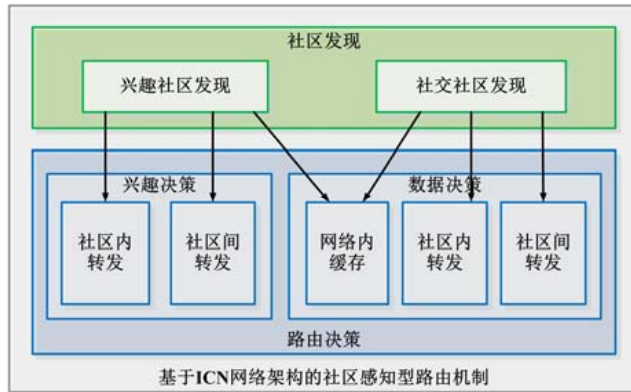 社区发现
兴趣社区发现
社交社区发现
兴趣决策
数据决策
社区内
转发
社区间
转发
网络内
缓存
社区内
转发
社区间
转发
路由决策
基于ICN网络架构的社区感知型路由机制